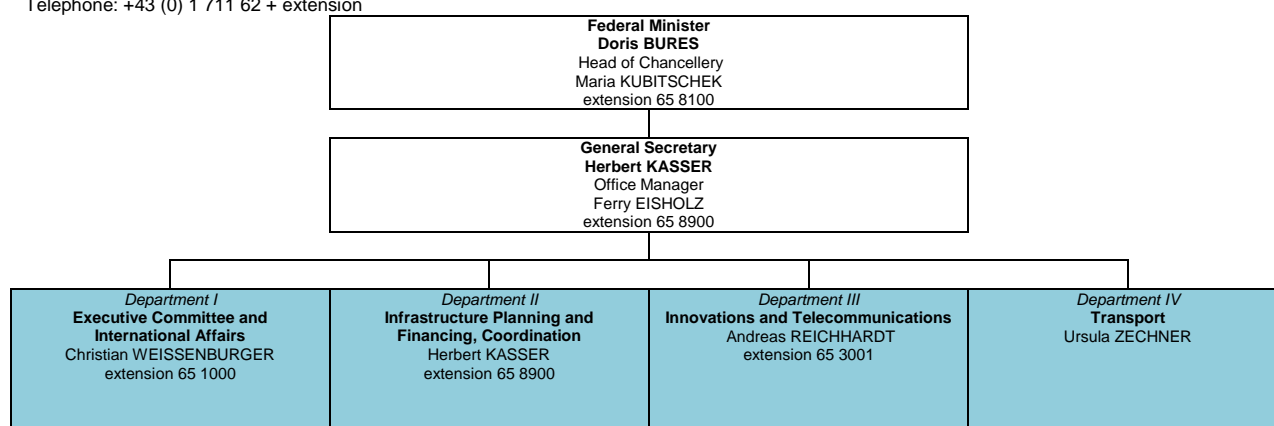 Telephone: +43 (0) 1 711 62 + extension
Federal Minister
Doris BURES
Head of Chancellery
Maria KUBITSCHEK
extension 65 8100
General Secretary
Herbert KASSER
Office Manager
Ferry EISHOLZ
extension 65 8900
Department I
Executive Committee and
International Affairs
Christian WEISSENBURGER
extension 65 1000
Department II
Infrastructure Planning and
Financing, Coordination
Herbert KASSER
extension 65 8900
Department III
Innovations and Telecommunications
Andreas REICHHARDT
extension 65 3001
Department IV
Transport
Ursula ZECHNER